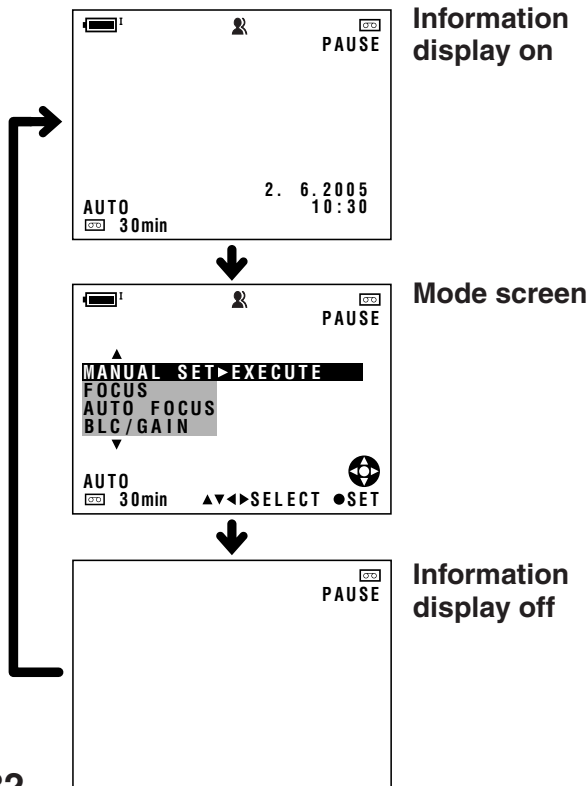 I
PAUSE
2. 6.2005
AUTO 10:30
30min
Information
display on
I
PAUSE
▲
MANUAL SET►EXECUTE
FOCUS
AUTO FOCUS
BLC/GAIN
▼
AUTO
30min ▲▼◄►SELECT ●SET
Mode screen
PAUSE
Information
display off